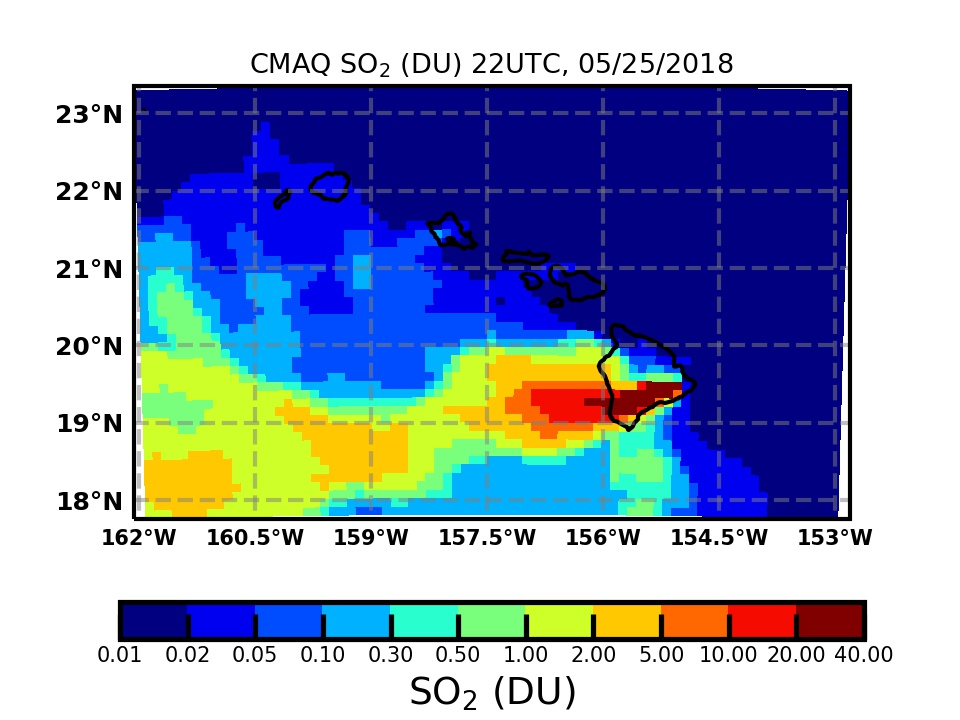 CMAQ SO₂ (DU) 22UTC, 05/25/2018
23°N
22°N
21°N
20°N
19°N
18°N
162°W 160.5°W 159°W 157.5°W 156°W 154.5°W 153°W
0.01 0.02 0.05 0.10 0.30 0.50 1.00 2.00 5.00 10.00 20.00 40.00
SO₂ (DU)